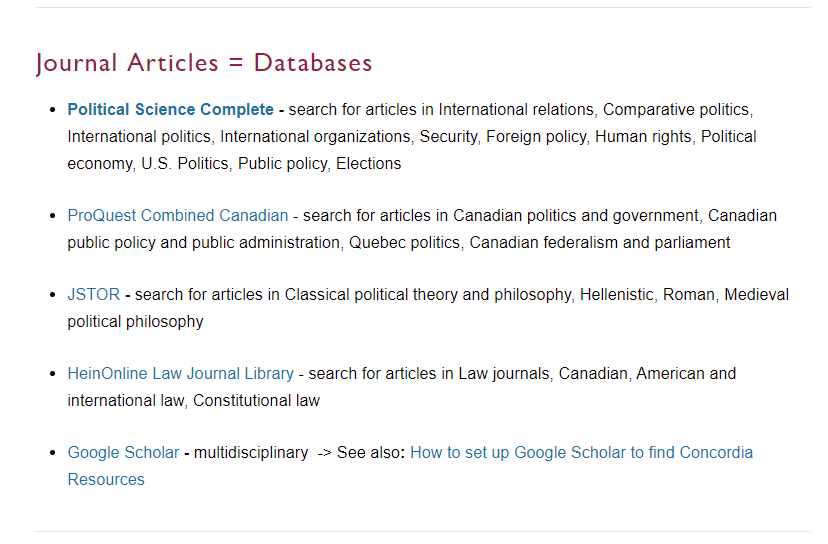 Journal Articles = Databases
• Political Science Complete - search for articles in International relations, Comparative politics,
International politics, International organizations, Security, Foreign policy, Human rights, Political
economy, U.S. Politics, Public policy, Elections
• ProQuest Combined Canadian - search for articles in Canadian politics and government, Canadian
public policy and public administration, Quebec politics, Canadian federalism and parliament
• JSTOR - search for articles in Classical political theory and philosophy, Hellenistic, Roman, Medieval
political philosophy
• HeinOnline Law Journal Library - search for articles in Law journals, Canadian, American and
international law, Constitutional law
• Google Scholar - multidisciplinary -> See also: How to set up Google Scholar to find Concordia
Resources